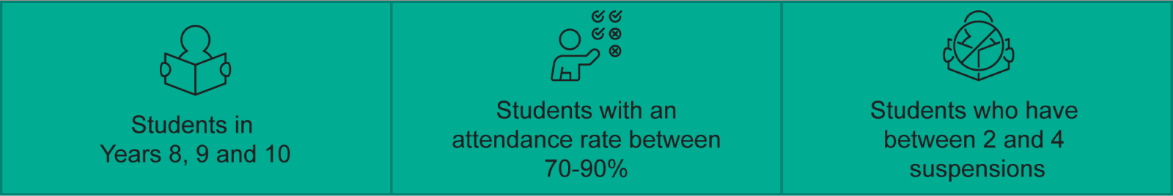 Students in
Years 8, 9 and 10
Students with an
attendance rate between
70-90%
Students who have
between 2 and 4
suspensions